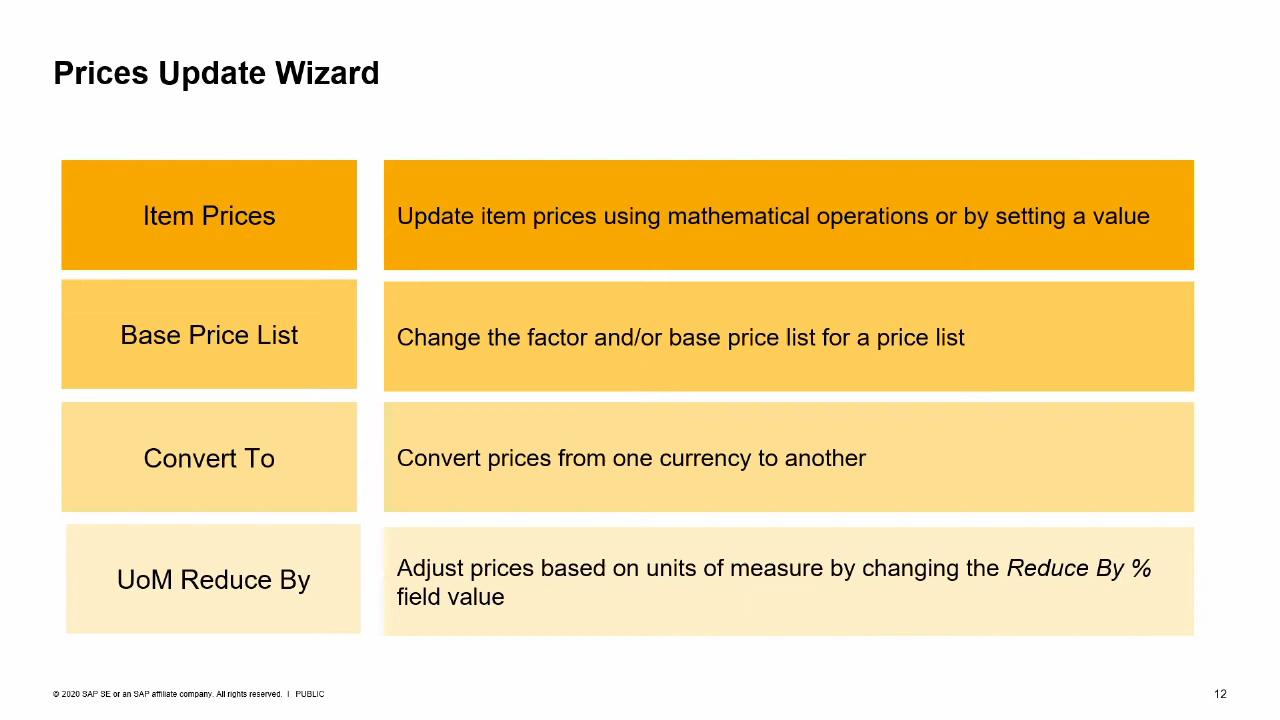 Prices Update Wizard
Item Prices
Update item prices using mathematical operations or by setting a value
Base Price List
Change the factor and/or base price list for a price list
Convert To
Convert prices from one currency to another
UoM Reduce By
Adjust prices based on units of measure by changing the Reduce By %
field value
© 2020 SAP SE or an SAP affiliate company. All rights reserved. I PUBLIC
12